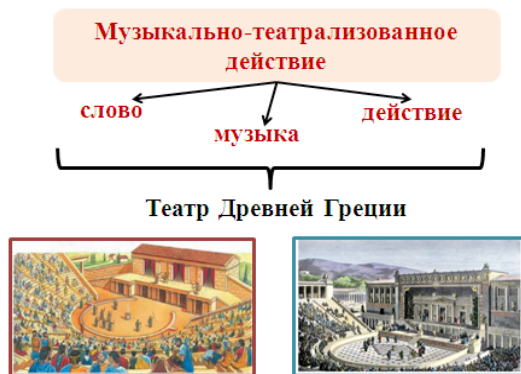 Музыкально-театрализованное
действие
слово
музыка
действие
Театр Древней Греции